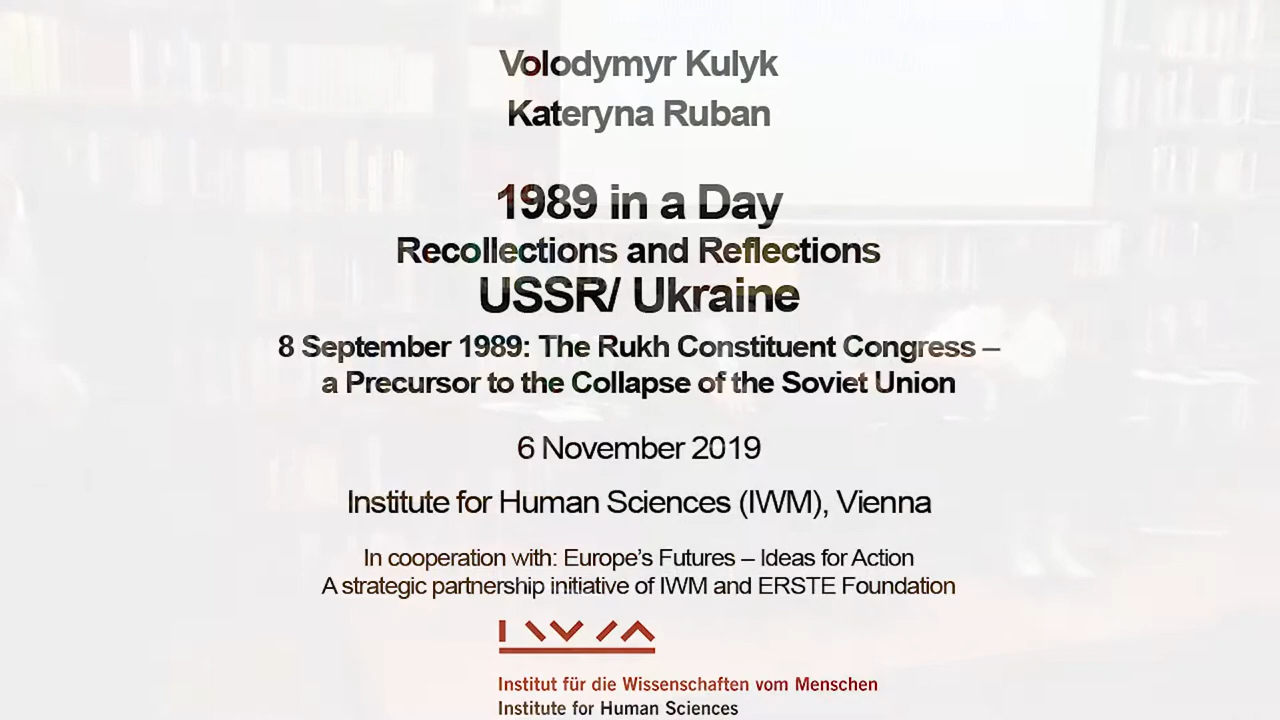 Volodymyr Kulyk
Kateryna Ruban
1989 in a Day
Recollections and Reflections
USSR/ Ukraine
8 September 1989: The Rukh Constituent Congress –
a Precursor to the Collapse of the Soviet Union
6 November 2019
Institute for Human Sciences (IWM), Vienna
In cooperation with: Europe's Futures – Ideas for Action
A strategic partnership initiative of IWM and ERSTE Foundation
IWM
Institut für die Wissenschaften vom Menschen
Institute for Human Sciences